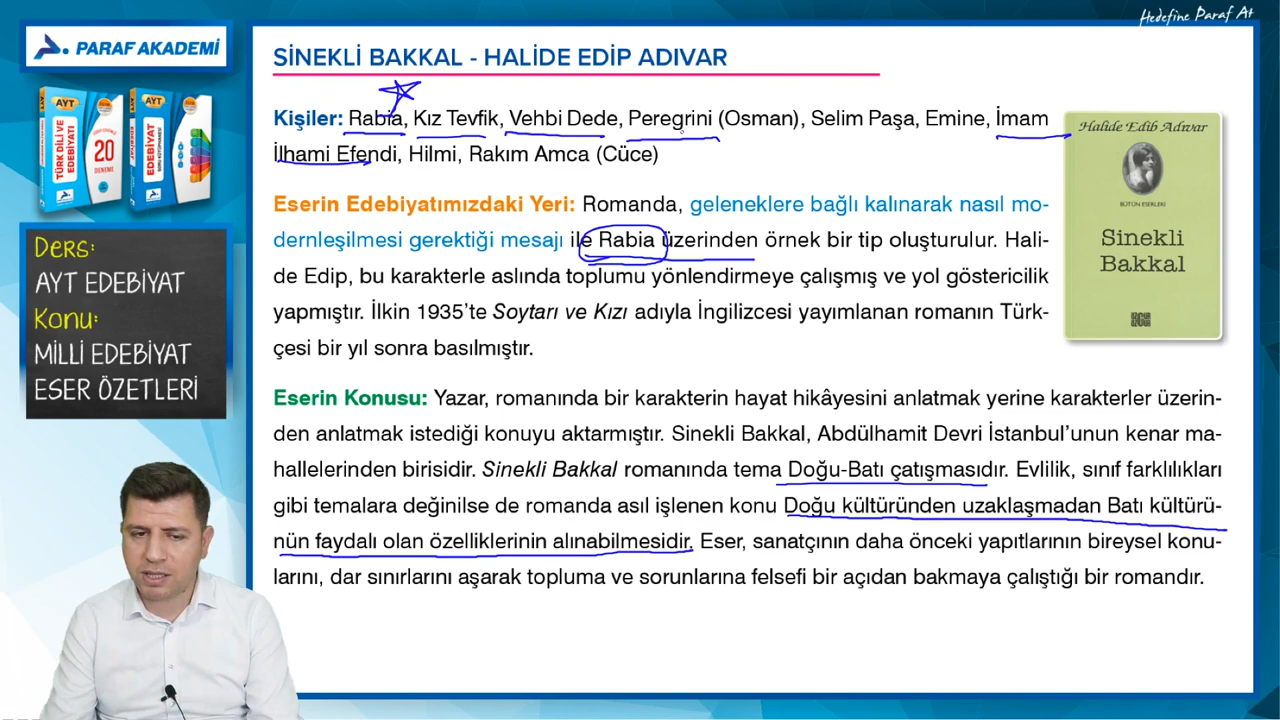 Hedefine Paraf At
PARAF AKADEMİ
SİNEKLİ BAKKAL - HALİDE EDİP ADIVAR
Kişiler: Rabia, Kız Tevfik, Vehbi Dede, Peregrini (Osman), Selim Paşa, Emine, İmam
İlhami Efendi, Hilmi, Rakım Amca (Cüce)
Eserin Edebiyatımızdaki Yeri: Romanda, geleneklere bağlı kalınarak nasıl mo-
dernleşilmesi gerektiği mesajı ile Rabia üzerinden örnek bir tip oluşturulur. Hali-
de Edip, bu karakterle aslında toplumu yönlendirmeye çalışmış ve yol göstericilik
yapmıştır. İlkin 1935'te Soytarı ve Kızı adıyla İngilizcesi yayımlanan romanın Türk-
çesi bir yıl sonra basılmıştır.
Eserin Konusu: Yazar, romanında bir karakterin hayat hikâyesini anlatmak yerine karakterler üzerin-
den anlatmak istediği konuyu aktarmıştır. Sinekli Bakkal, Abdülhamit Devri İstanbul'unun kenar ma-
hallelerinden birisidir. Sinekli Bakkal romanında tema Doğu-Batı çatışmasıdır. Evlilik, sınıf farklılıkları
gibi temalara değinilse de romanda asıl işlenen konu Doğu kültüründen uzaklaşmadan Batı kültürü-
nün faydalı olan özelliklerinin alınabilmesidir. Eser, sanatçının daha önceki yapıtlarının bireysel konu-
larını, dar sınırlarını aşarak topluma ve sorunlarına felsefi bir açıdan bakmaya çalıştığı bir romandır.
Halide Edib Adıvar
BÜTÜN ESERLERİ
Sinekli
Bakkal
AYT
TÜRK DİLİ VE
EDEBİYATI
20
DENEME
AYT
EDEBİYAT
Ders:
AYT EDEBİYAT
Konu:
MİLLİ EDEBİYAT
ESER ÖZETLERİ